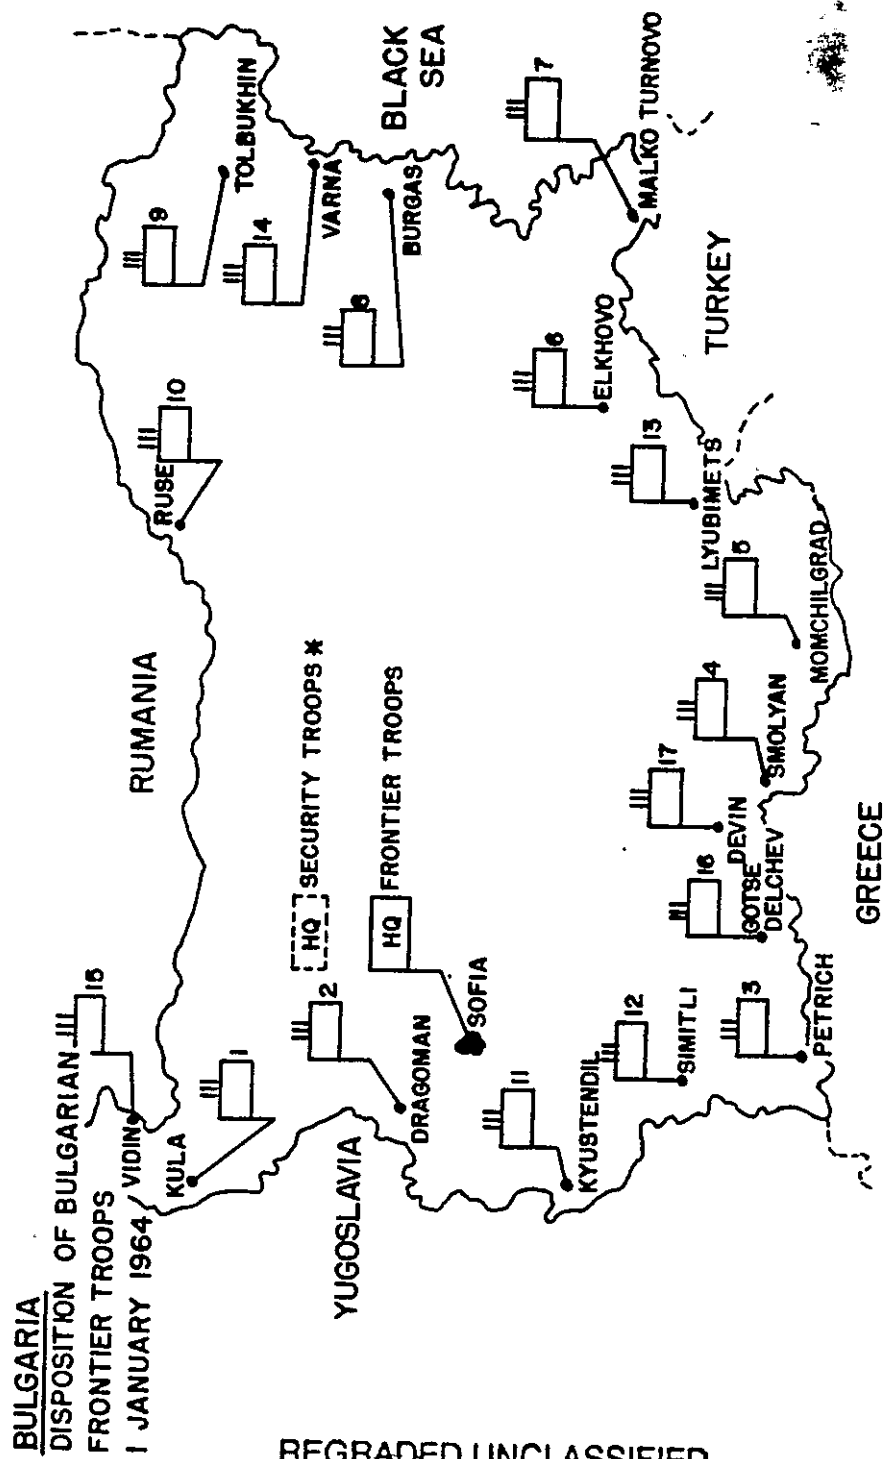 BULGARIA
DISPOSITION OF BULGARIAN
FRONTIER TROOPS
1 JANUARY 1964
RUMANIA
BLACK
SEA
YUGOSLAVIA
TURKEY
GREECE
15
VIDIN
KULA
1
2
DRAGOMAN
HQ
SECURITY TROOPS *
HQ
FRONTIER TROOPS
SOFIA
RUSE
10
9
TOLBUKHIN
14
VARNA
BURGAS
7
MALKO TURNOVO
6
ELKHOVO
13
LYUBIMETS
5
MOMCHILGRAD
4
SMOLYAN
17
DEVIN
16
GOTSE
DELCHEV
3
PETRICH
12
SIMITLI
11
KYUSTENDIL
REGRADED UNCLASSIFIED